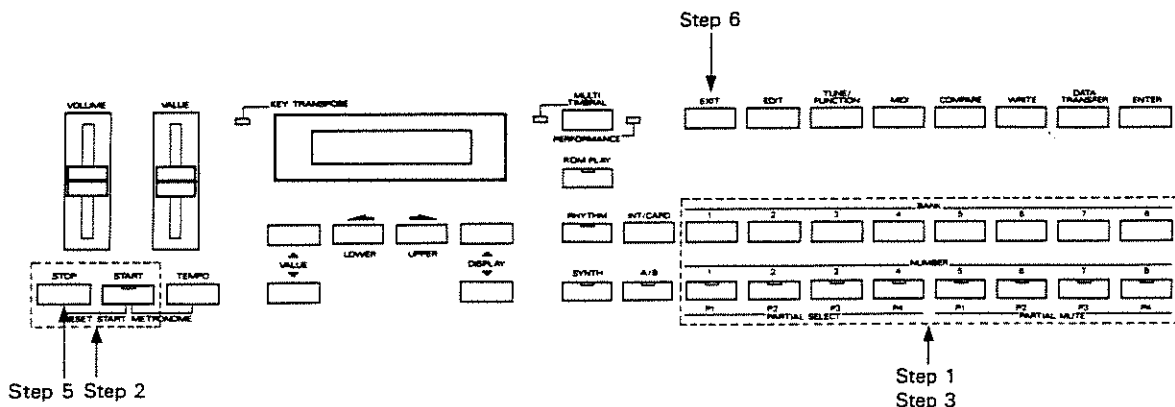 Step 6
VOLUME VALUE
KEY TRANSPOSE
MULTI TIMBRAL
PERFORMANCE
EXIT EDIT TUNE/FUNCTION MIDI COMPARE WRITE DATA TRANSFER ENTER
ROM PLAY
RHYTHM INT/CARD
BANK
1 2 3 4 5 6 7 8
LOWER UPPER
VALUE DISPLAY
STOP START TEMPO
SYNTH A/B
NUMBER
1 2 3 4 5 6 7 8
RESET START METRONOME
P1 P2 P3 P4 P1 P2 P3 P4
PARTIAL SELECT PARTIAL MUTE
Step 5 Step 2
Step 1
Step 3